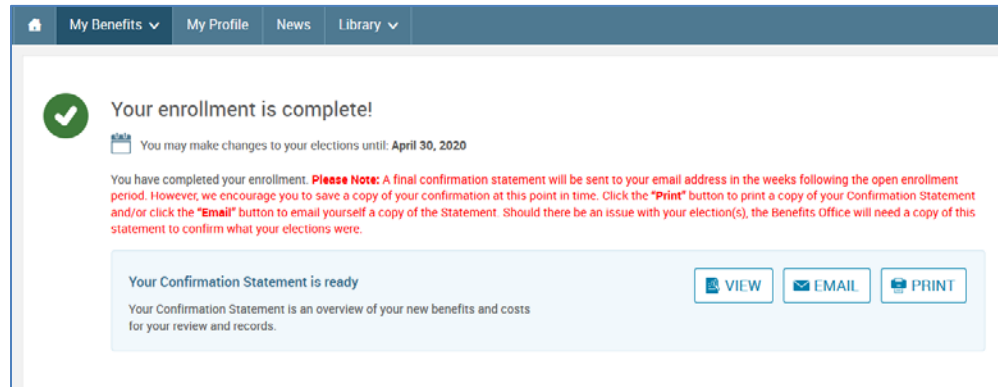 My Benefits My Profile News Library
Your enrollment is complete!
You may make changes to your elections until: April 30, 2020
You have completed your enrollment. Please Note: A final confirmation statement will be sent to your email address in the weeks following the open enrollment
period. However, we encourage you to save a copy of your confirmation at this point in time. Click the “Print” button to print a copy of your Confirmation Statement
and/or click the “Email” button to email yourself a copy of the Statement. Should there be an issue with your election(s), the Benefits Office will need a copy of this
statement to confirm what your elections were.
Your Confirmation Statement is ready
VIEW EMAIL PRINT
Your Confirmation Statement is an overview of your new benefits and costs
for your review and records.